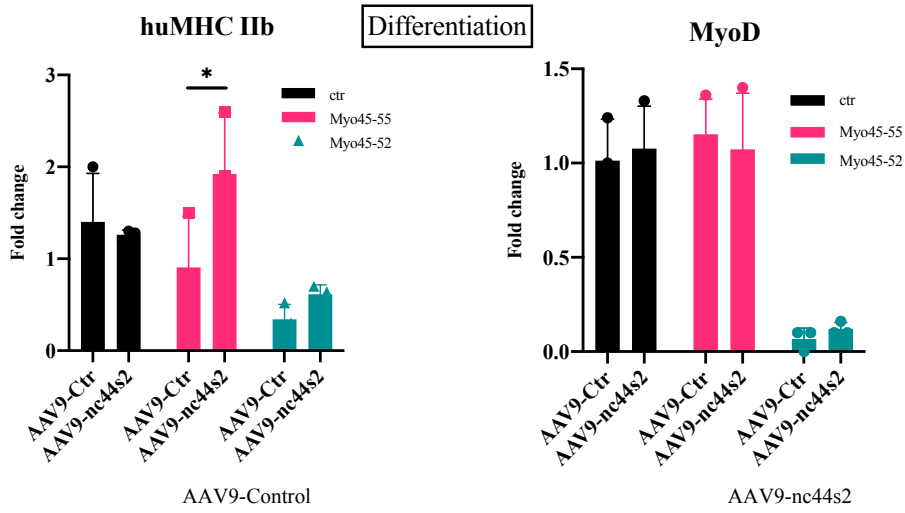 Differentiation
huMHC IIb
Fold change
3
2
1
0
*
ctr
Myo45-55
Myo45-52
AAV9-Ctr
AAV9-nc44s2
AAV9-Ctr
AAV9-nc44s2
AAV9-Ctr
AAV9-nc44s2
AAV9-Control
MyoD
Fold change
1.5
1.0
0.5
0.0
ctr
Myo45-55
Myo45-52
AAV9-Ctr
AAV9-nc44s2
AAV9-Ctr
AAV9-nc44s2
AAV9-Ctr
AAV9-nc44s2
AAV9-nc44s2